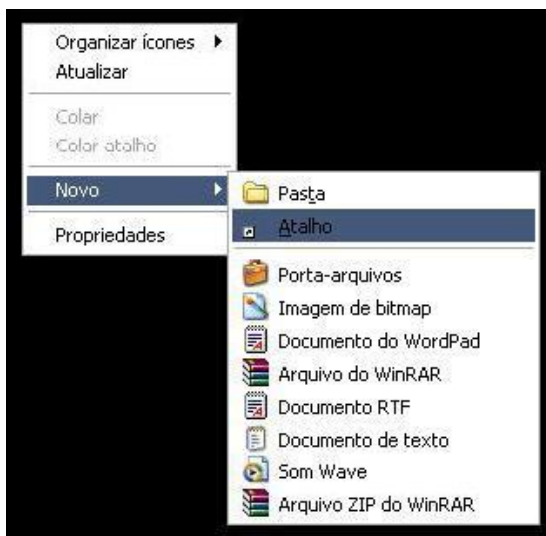 Organizar ícones
Atualizar
Colar
Colar atalho
Novo
Propriedades
Pasta
Atalho
Porta-arquivos
Imagem de bitmap
Documento do WordPad
Arquivo do WinRAR
Documento RTF
Documento de texto
Som Wave
Arquivo ZIP do WinRAR